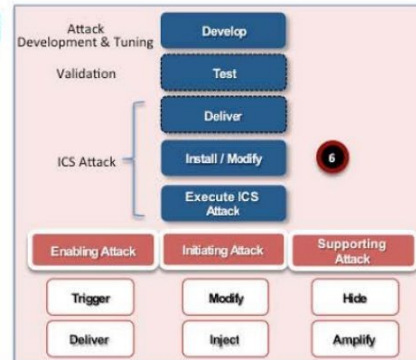 Attack
Development & Tuning
Develop
Validation
Test
Deliver
ICS Attack
Install / Modify
6
Execute ICS
Attack
Enabling Attack
Initiating Attack
Supporting
Attack
Trigger
Modify
Hide
Deliver
Inject
Amplify